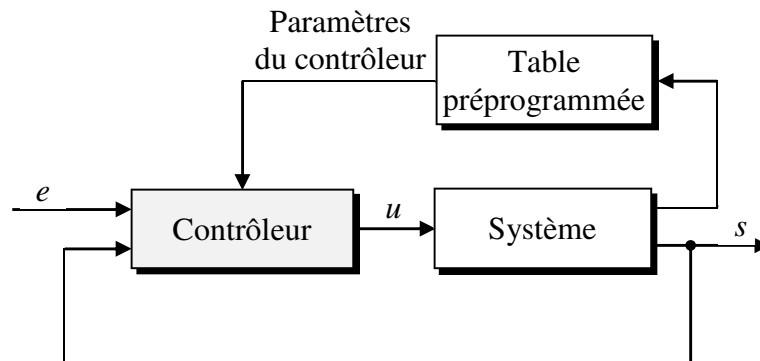 Paramètres
du contrôleur
Table
préprogrammée
e
Contrôleur
u
Système
s